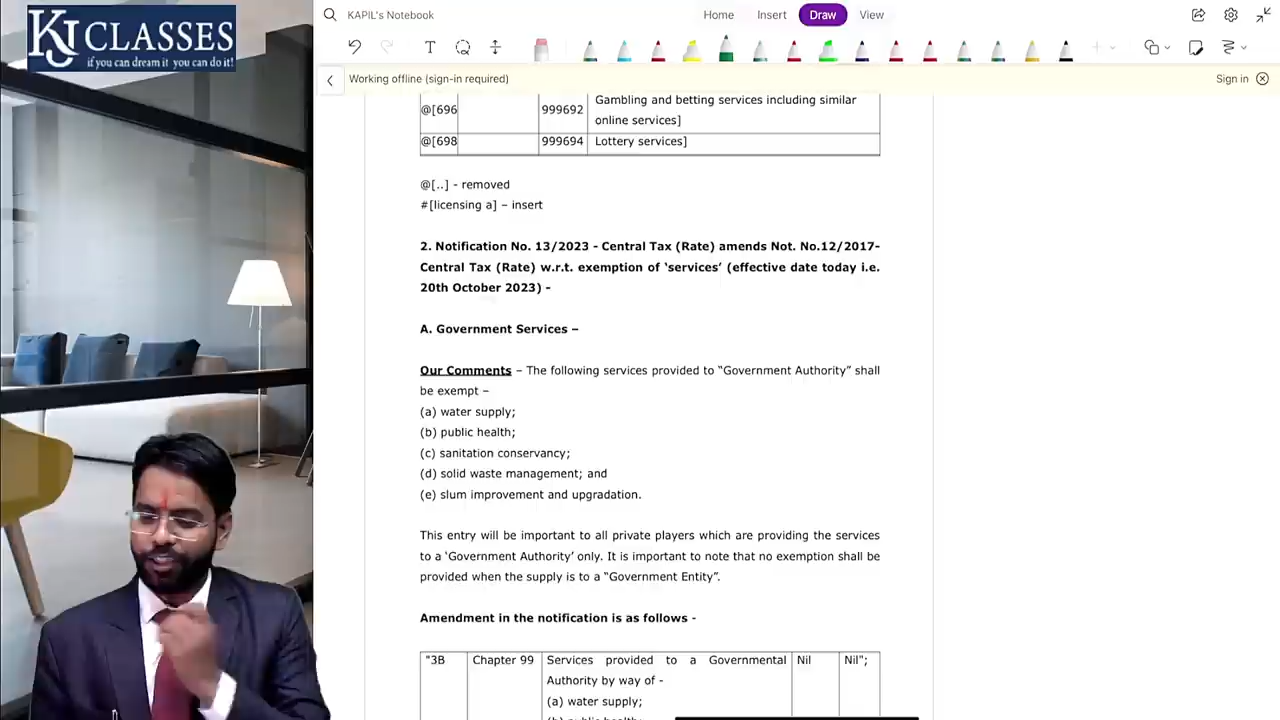 KJ CLASSES
if you can dream it you can do it!
KAPIL's Notebook
Home Insert Draw View
Working offline (sign-in required)
Sign in
@[696 999692 Gambling and betting services including similar
online services]
@[698 999694 Lottery services]
@[..] - removed
#[licensing a] – insert
2. Notification No. 13/2023 - Central Tax (Rate) amends Not. No.12/2017-
Central Tax (Rate) w.r.t. exemption of ‘services’ (effective date today i.e.
20th October 2023) -
A. Government Services –
Our Comments – The following services provided to “Government Authority” shall
be exempt –
(a) water supply;
(b) public health;
(c) sanitation conservancy;
(d) solid waste management; and
(e) slum improvement and upgradation.
This entry will be important to all private players which are providing the services
to a ‘Government Authority’ only. It is important to note that no exemption shall be
provided when the supply is to a “Government Entity”.
Amendment in the notification is as follows -
"3B Chapter 99 Services provided to a Governmental Nil Nil";
Authority by way of -
(a) water supply;